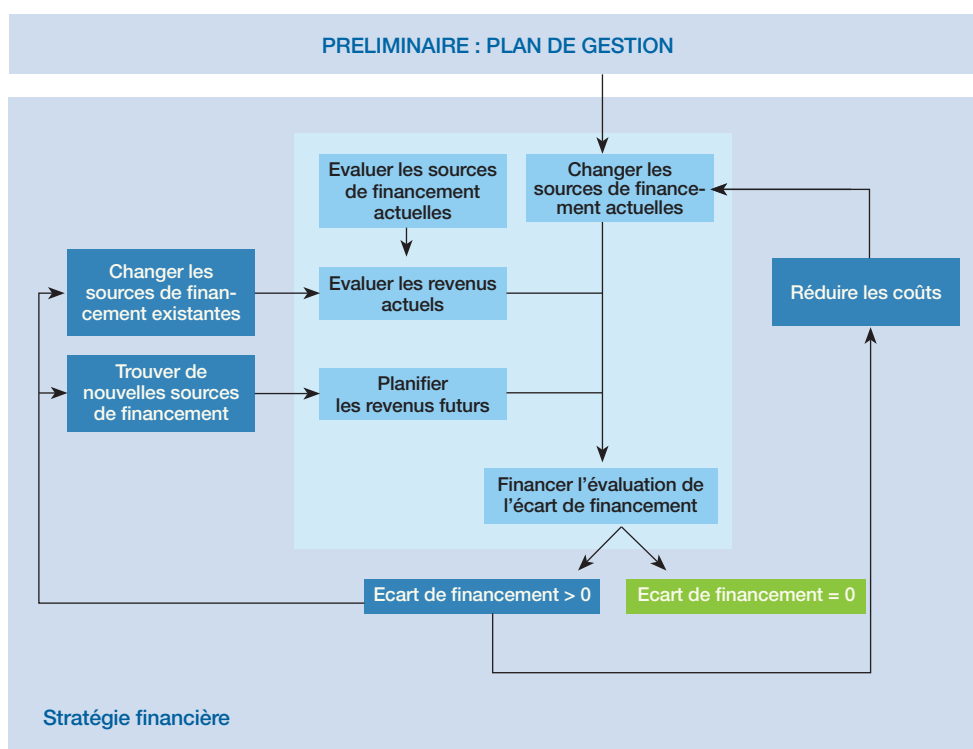 PRELIMINAIRE : PLAN DE GESTION
Evaluer les sources
de financement
actuelles
Changer les
sources de finance-
ment actuelles
Changer les
sources de finan-
cement existantes
Evaluer les revenus
actuels
Réduire les coûts
Trouver de
nouvelles sources
de financement
Planifier
les revenus futurs
Financer l'évaluation de
l'écart de financement
Ecart de financement > 0
Ecart de financement = 0
Stratégie financière